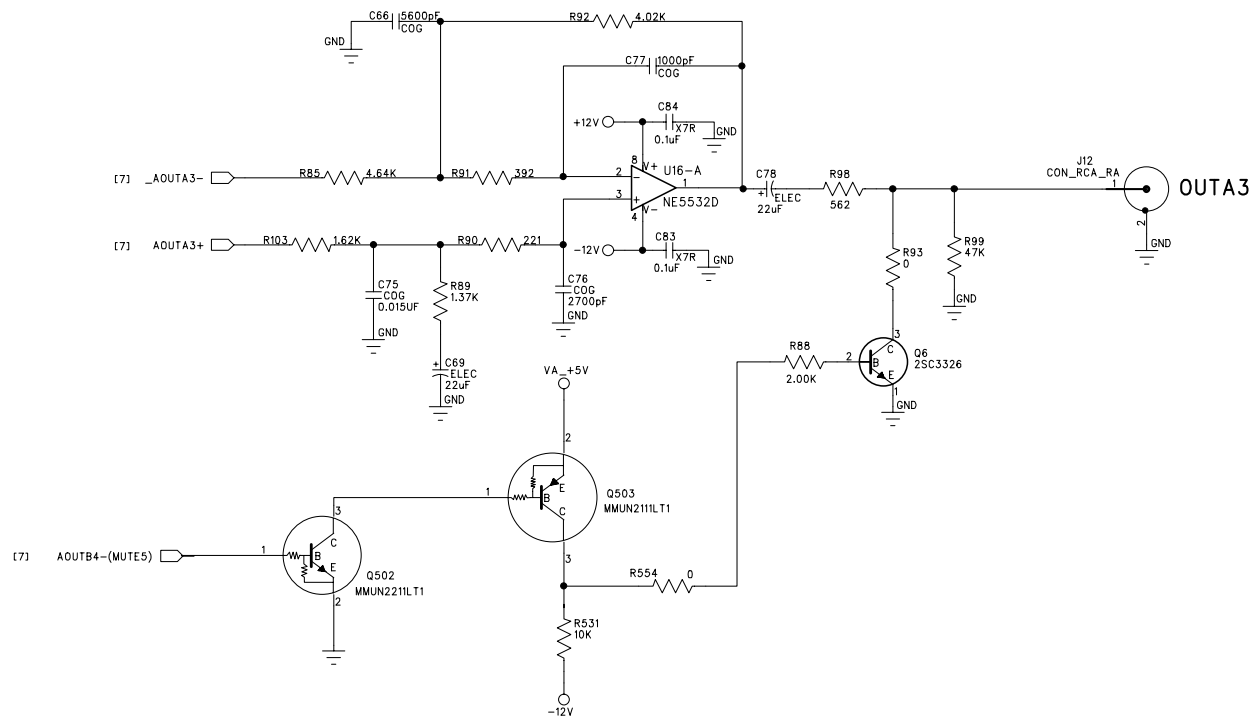 C66 5600pF
COG
GND
R92 4.02K
C77 1000pF
COG
C84
+12V
X7R
0.1uF
GND
[7] _AOUTA3-
R85 4.64K
R91 392
8 V+
U16-A
2 −
3 +
1
NE5532D
4 V-
C78
+ ELEC
22uF
R98
562
J12
CON_RCA_RA
1
2
OUTA3
GND
[7] AOUTA3+
R103 1.62K
R90 221
-12V
C83
X7R
0.1uF
GND
R93
0
R99
47K
GND
C75
COG
0.015UF
GND
R89
1.37K
C76
COG
2700pF
GND
+ C69
ELEC
22uF
GND
R88
2.00K
3
C
2 B
E
1
Q6
2SC3326
GND
VA_+5V
2
E
1 B
C
3
Q503
MMUN2111LT1
[7] AOUTB4-(MUTE5)
3
C
1 B
E
2
Q502
MMUN2211LT1
R554 0
R531
10K
-12V